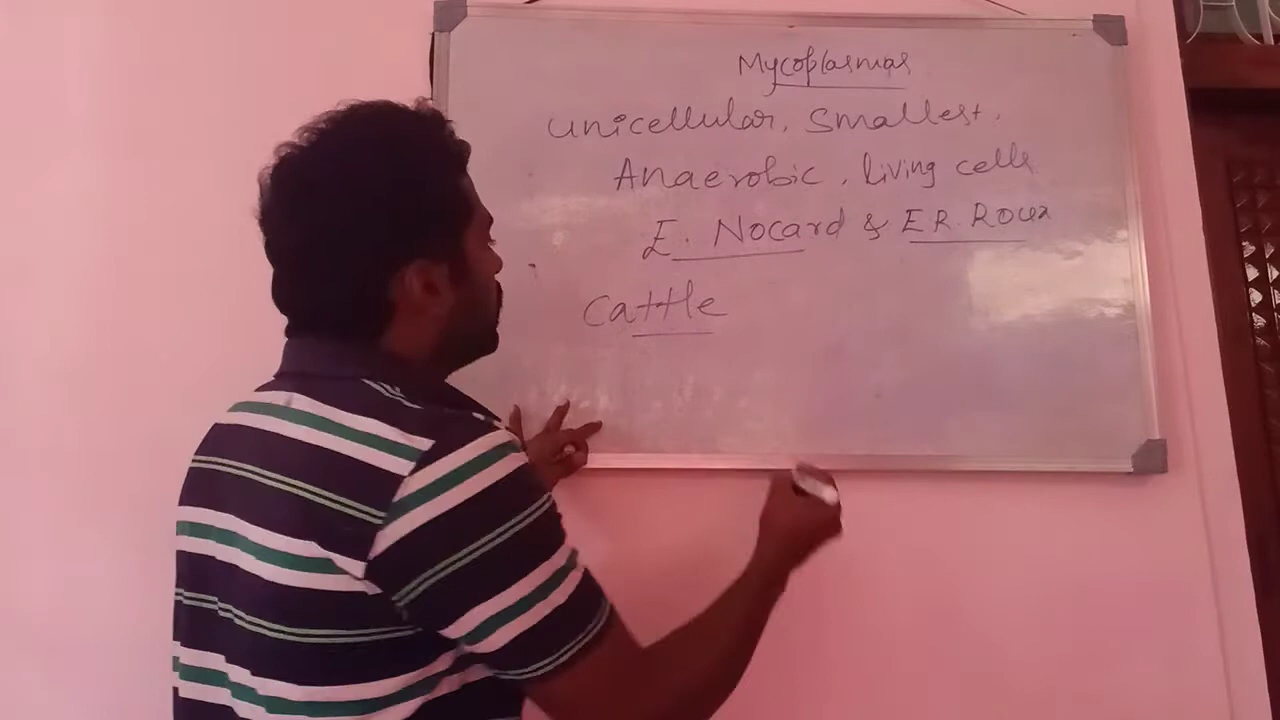 Mycoplasmas
Unicellular, Smallest,
Anaerobic, living cells
E. Nocard & E.R. Roux
Cattle